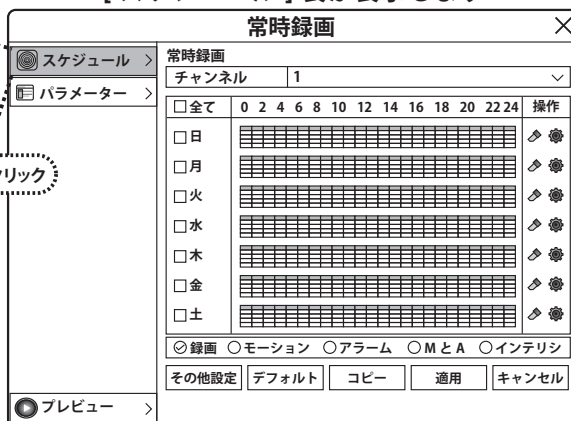 常時録画
スケジュール
パラメーター
リック
プレビュー
常時録画
チャンネル 1
全て 0 2 4 6 8 10 12 14 16 18 20 22 24 操作
日
月
火
水
木
金
土
録画 モーション アラーム MとA インテリシ
その他設定 デフォルト コピー 適用 キャンセル